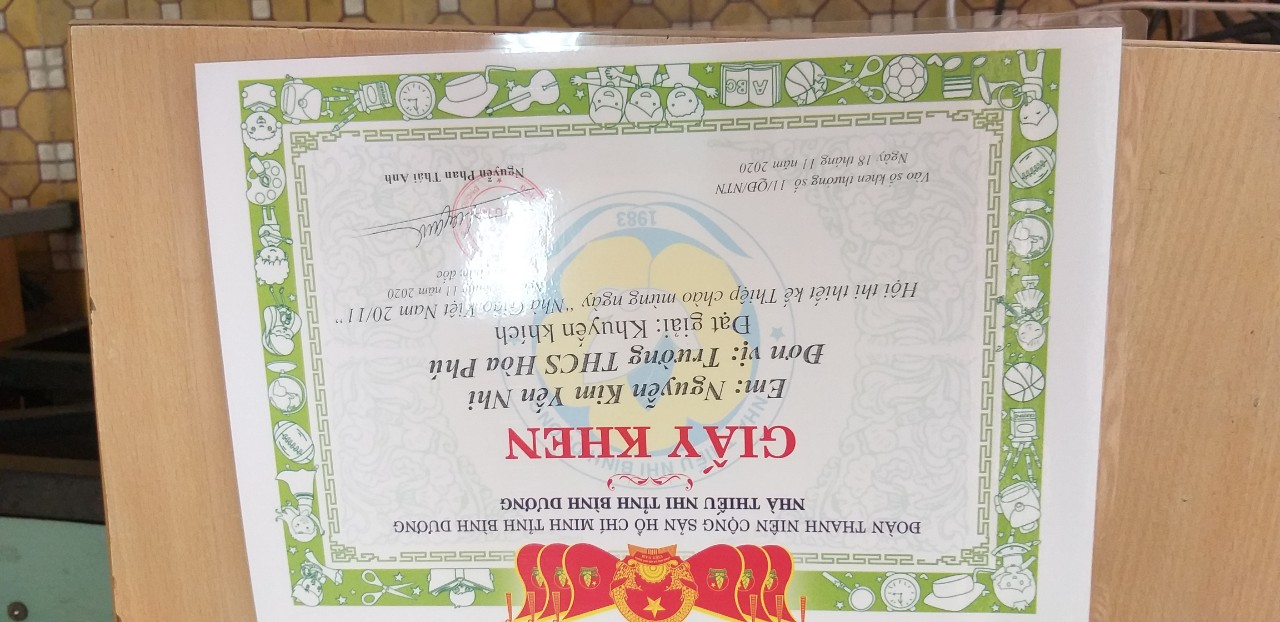 ĐOÀN THANH NIÊN CỘNG SẢN HỒ CHÍ MINH TỈNH BÌNH DƯƠNG
NHÀ THIẾU NHI TỈNH BÌNH DƯƠNG
GIẤY KHEN
Em: Nguyễn Kim Yến Nhi
Đơn vị: Trường THCS Hòa Phú
Đạt giải: Khuyến khích
Hội thi thiết kế Thiệp chào mừng ngày "Nhà Giáo Việt Nam 20/11"
11 năm 2020
đốc
Vào sổ khen thưởng số 11/QĐ/NTN
Ngày 18 tháng 11 năm 2020
Nguyễn Phan Thái Anh
1983
ABC